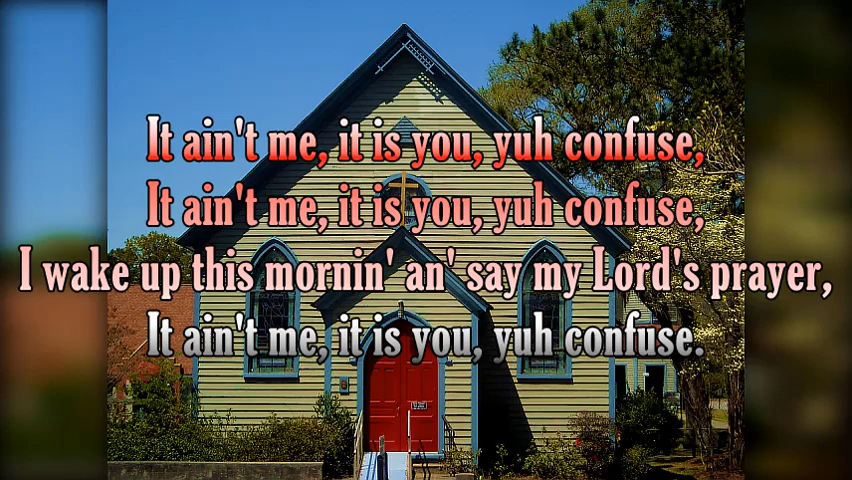 It ain't me, it is you, yuh confuse,
It ain't me, it is you, yuh confuse,
I wake up this mornin' an' say my Lord's prayer,
It ain't me, it is you, yuh confuse.